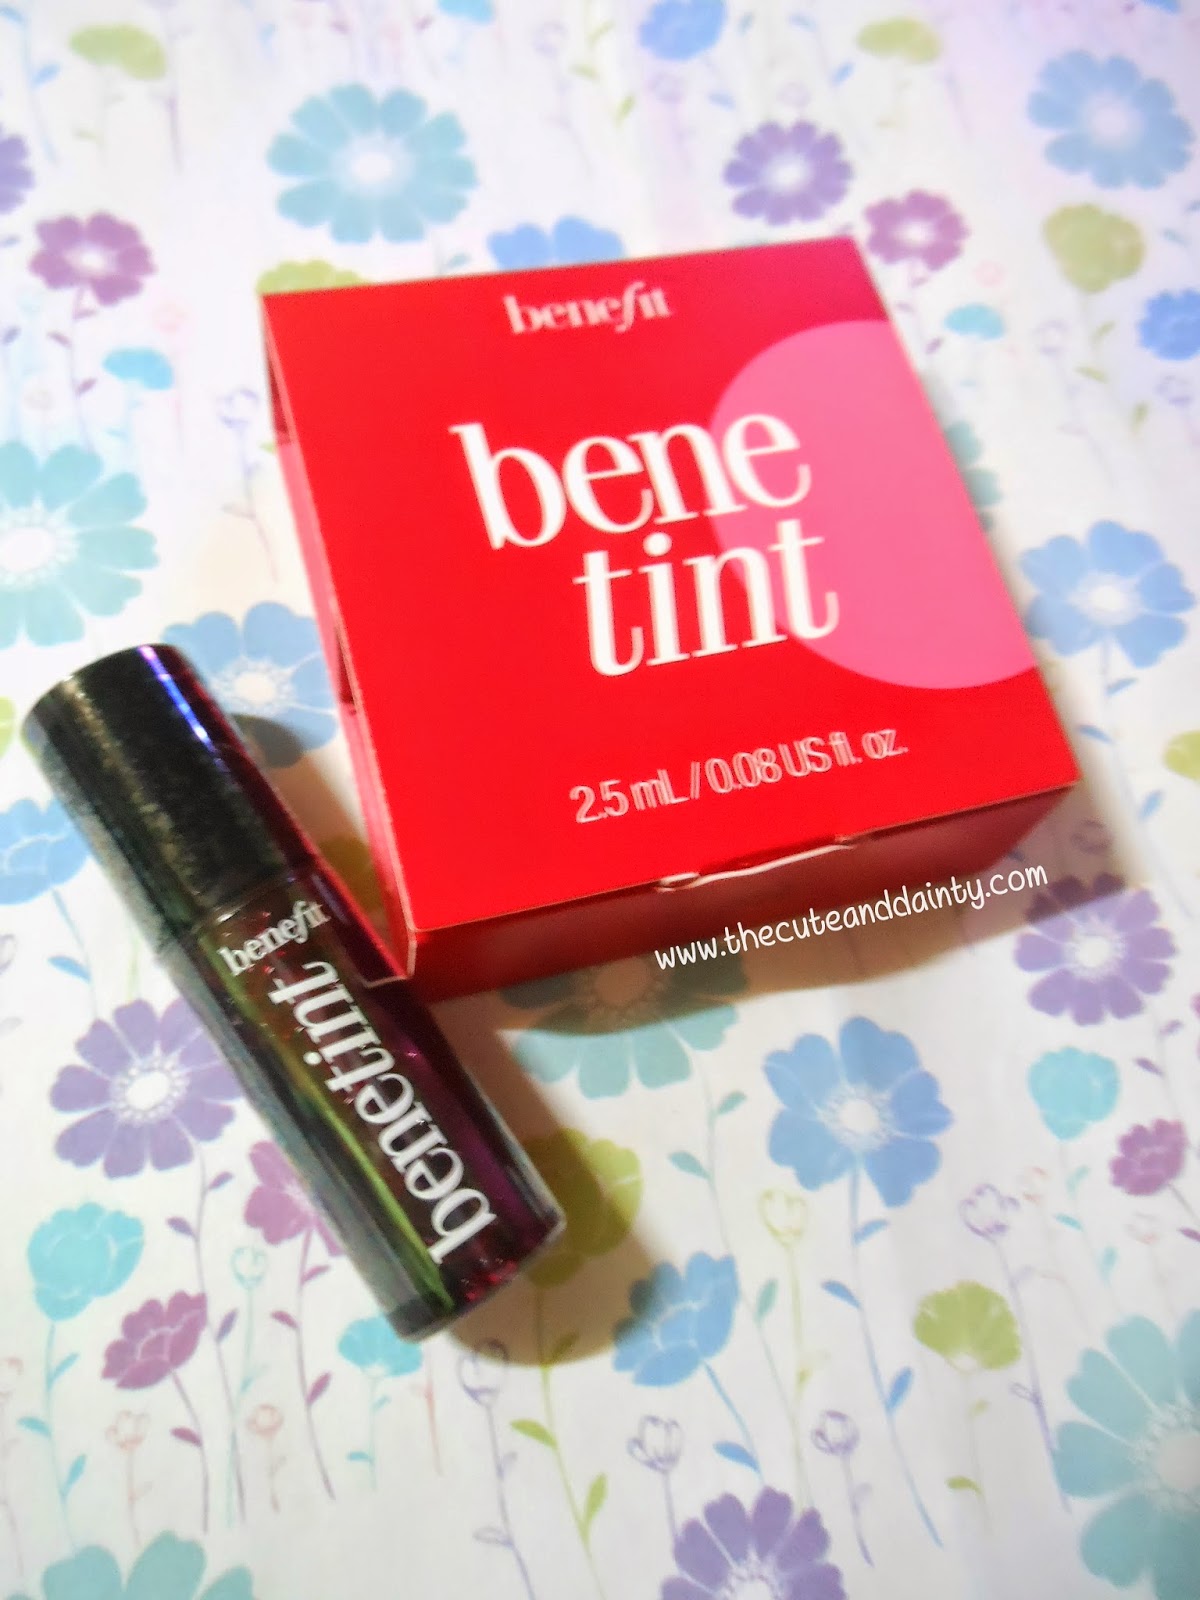 benefit
bene
tint
2.5 mL / 0.08 US fl. oz.
www.thecuteanddainty.com
benefit
benetint